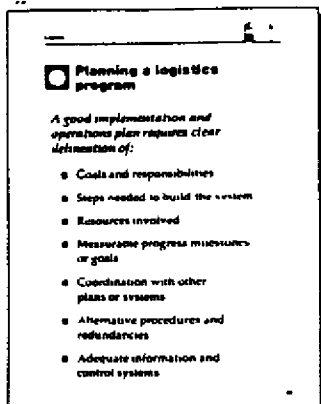 Planning a logistics
program
A good implementation and
operations plan requires clear
delineation of:
Goals and responsibilities
Steps needed to build the system
Resources involved
Measurable progress milestones
or goals
Coordination with other
plans or systems
Alternative procedures and
redundancies
Adequate information and
control systems